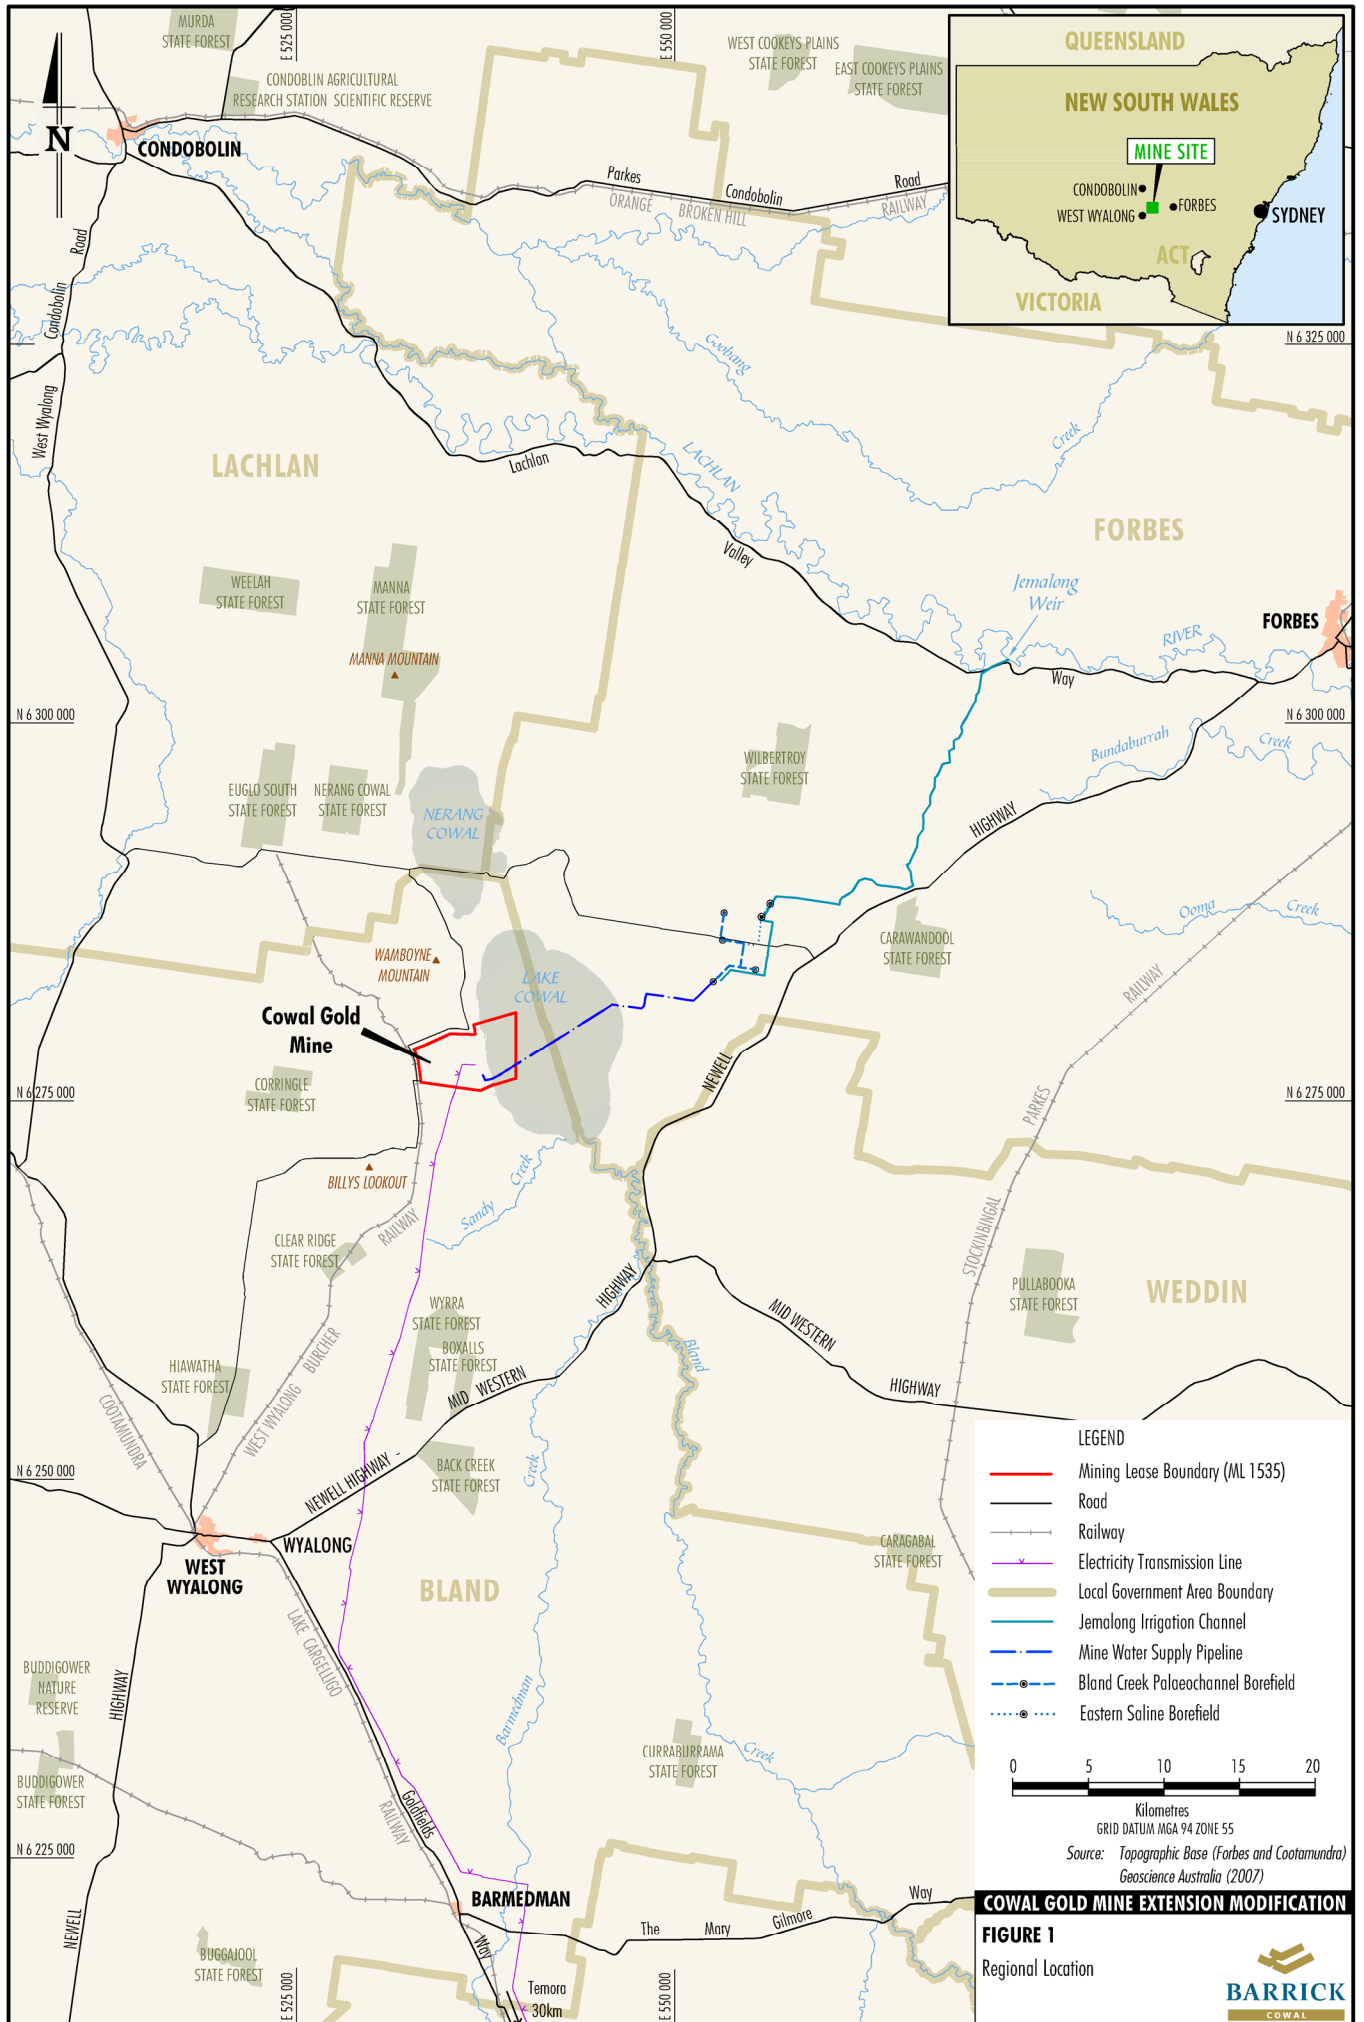 MURDA
STATE FOREST
E 525 000
E 550 000
WEST COOKEYS PLAINS
STATE FOREST
EAST COOKEYS PLAINS
STATE FOREST
CONDOBLIN AGRICULTURAL
RESEARCH STATION SCIENTIFIC RESERVE
N
CONDOBOLIN
QUEENSLAND
NEW SOUTH WALES
MINE SITE
CONDOBOLIN
WEST WYALONG
FORBES
SYDNEY
ACT
VICTORIA
Parkes
Condobolin
Road
ORANGE
BROKEN HILL
RAILWAY
Road
Condobolin
West Wyalong
Goobang
Creek
N 6 325 000
LACHLAN
Lachlan
LACHLAN
Valley
FORBES
Jemalong
Weir
FORBES
RIVER
Way
WEELAH
STATE FOREST
MANNA
STATE FOREST
MANNA MOUNTAIN
N 6 300 000
N 6 300 000
Bundaburrah
Creek
WILBERTROY
STATE FOREST
EUGLO SOUTH
STATE FOREST
NERANG COWAL
STATE FOREST
NERANG
COWAL
HIGHWAY
Ooma
Creek
CARAWANDOOL
STATE FOREST
WAMBOYNE
MOUNTAIN
LAKE
COWAL
RAILWAY
Cowal Gold
Mine
NEWELL
CORRINGLE
STATE FOREST
N 6 275 000
N 6 275 000
PARKES
BILLYS LOOKOUT
Sandy
Creek
RAILWAY
CLEAR RIDGE
STATE FOREST
STOCKINBINGAL
HIGHWAY
PULLABOOKA
STATE FOREST
WEDDIN
WYRRA
STATE FOREST
BOXALLS
STATE FOREST
MID WESTERN
Bland
HIGHWAY
HIAWATHA
STATE FOREST
BURCHER
WEST WYALONG
COOTAMUNDRA
MID WESTERN
NEWELL HIGHWAY -
BACK CREEK
STATE FOREST
Creek
N 6 250 000
WYALONG
WEST
WYALONG
CARAGABAL
STATE FOREST
BLAND
LAKE CARGELLIGO
BUDDIGOWER
NATURE
RESERVE
HIGHWAY
Barmedman
CURRABURRAMA
STATE FOREST
Creek
BUDDIGOWER
STATE FOREST
RAILWAY
Goldfields
N 6 225 000
BARMEDMAN
The
Mary
Gilmore
Way
NEWELL
BUGGAJOOL
STATE FOREST
Way
Temora
30km
E 525 000
E 550 000
LEGEND
Mining Lease Boundary (ML 1535)
Road
Railway
Electricity Transmission Line
Local Government Area Boundary
Jemalong Irrigation Channel
Mine Water Supply Pipeline
Bland Creek Palaeochannel Borefield
Eastern Saline Borefield
0 5 10 15 20
Kilometres
GRID DATUM MGA 94 ZONE 55
Source: Topographic Base (Forbes and Cootamundra)
Geoscience Australia (2007)
COWAL GOLD MINE EXTENSION MODIFICATION
FIGURE 1
Regional Location
BARRICK
COWAL